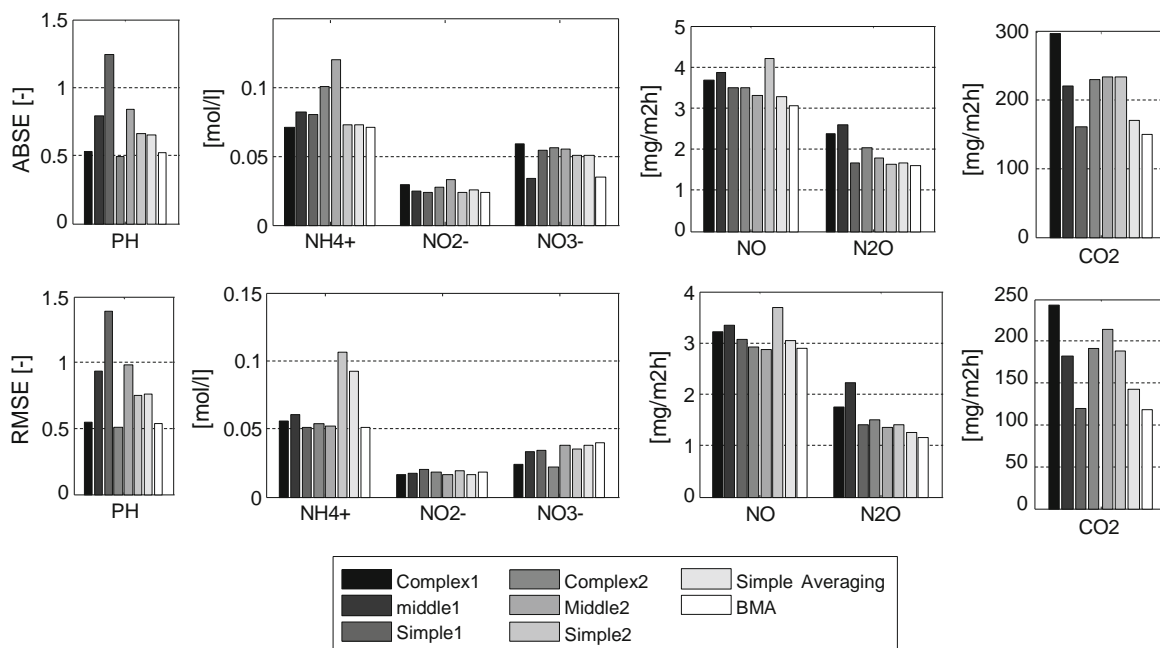 ABSE [-]
1.5
1
0.5
0
PH
[mol/l]
0.1
0.05
0
NH4+ NO2- NO3-
[mg/m2h]
5
4
3
2
1
0
NO N2O
[mg/m2h]
300
200
100
0
CO2
RMSE [-]
1.5
1
0.5
0
PH
[mol/l]
0.15
0.1
0.05
0
NH4+ NO2- NO3-
[mg/m2h]
4
3
2
1
0
NO N2O
[mg/m2h]
250
200
150
100
50
0
CO2
Complex1 Complex2 Simple Averaging
middle1 Middle2 BMA
Simple1 Simple2